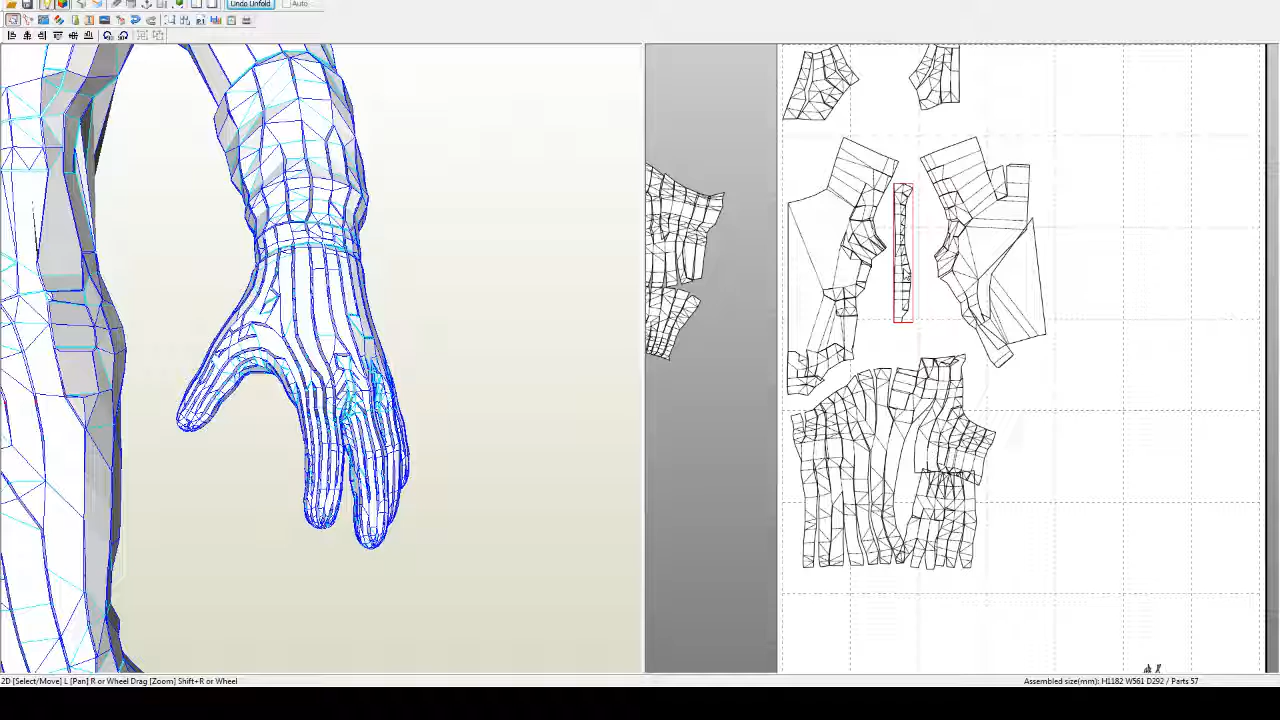 Undo Unfold
Auto
2D [Select/Move] L [Pan] R or Wheel Drag [Zoom] Shift+R or Wheel
Assembled size(mm): H1182 W561 D292 / Parts 57